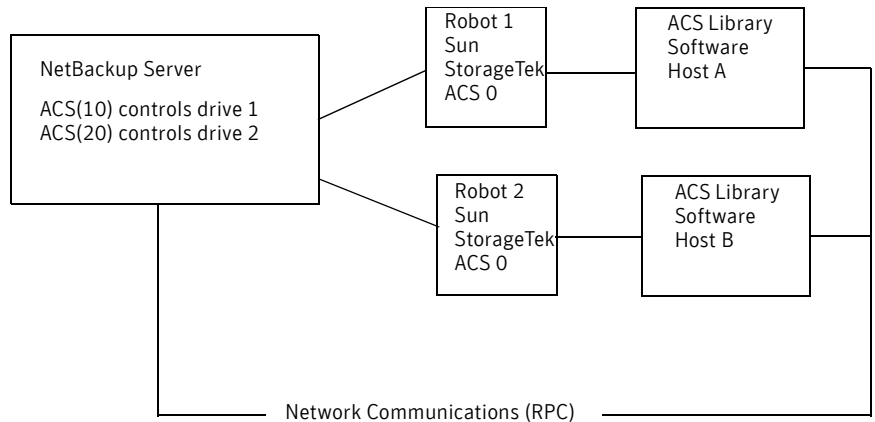 NetBackup Server
ACS(10) controls drive 1
ACS(20) controls drive 2
Robot 1
Sun
StorageTek
ACS 0
ACS Library
Software
Host A
Robot 2
Sun
StorageTek
ACS 0
ACS Library
Software
Host B
Network Communications (RPC)